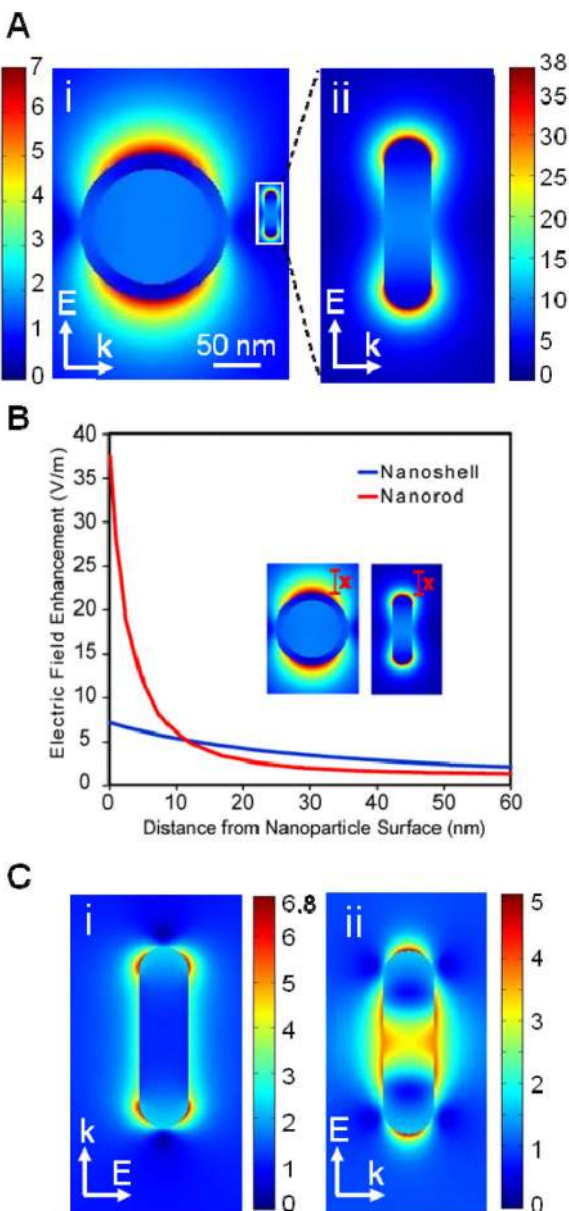 A
7
6
5
4
3
2
1
0
i
E
k
50 nm
ii
E
k
38
35
30
25
20
15
10
5
0
B
40
35
30
25
20
15
10
5
0
Electric Field Enhancement (V/m)
Nanoshell
Nanorod
x
x
0 10 20 30 40 50 60
Distance from Nanoparticle Surface (nm)
C
i
k
E
6.8
6
5
4
3
2
1
0
ii
E
k
5
4
3
2
1
0